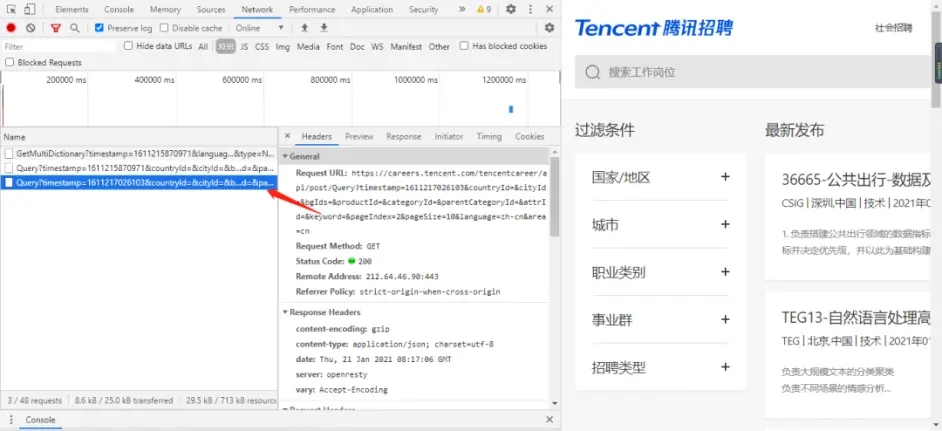 Elements Console Memory Sources Network Performance Application Security » 9
Preserve log Disable cache Online
Filter Hide data URLs All XHR JS CSS Img Media Font Doc WS Manifest Other Has blocked cookies
Blocked Requests
200000 ms 400000 ms 600000 ms 800000 ms 1000000 ms 1200000 ms
Name
GetMultiDictionary?timestamp=1611215870971&languag...&type=N...
Query?timestamp=1611215870971&countryId=&cityId=&b...d=&pa...
Query?timestamp=1611217026103&countryId=&cityId=&b...d=&pa...
3 / 48 requests 8.6 kB / 25.0 kB transferred 29.5 kB / 713 kB resourc
× Headers Preview Response Initiator Timing Cookies
General
Request URL: https://careers.tencent.com/tencentcareer/
api/post/Query?timestamp=1611217026103&countryId=&cityId
=&bgIds=&productId=&categoryId=&parentCategoryId=&attrI
d=&keyword=&pageIndex=2&pageSize=10&language=zh-cn&area
=cn
Request Method: GET
Status Code: 200
Remote Address: 212.64.46.90:443
Referrer Policy: strict-origin-when-cross-origin
Response Headers
content-encoding: gzip
content-type: application/json; charset=utf-8
date: Thu, 21 Jan 2021 08:17:06 GMT
server: openresty
vary: Accept-Encoding
Console
Tencent 腾讯招聘
社会招聘
搜索工作岗位
过滤条件
国家/地区 +
城市 +
职业类别 +
事业群 +
招聘类型 +
最新发布
36665-公共出行-数据及
CSIG | 深圳,中国 | 技术 | 2021年0
1. 负责搭建公共出行领域的数据指标
标并决定优先级，并以此为基础构建
TEG13-自然语言处理高
TEG | 北京,中国 | 技术 | 2021年01
负责大规模文本的分类聚类
负责不同场景的情感分析...